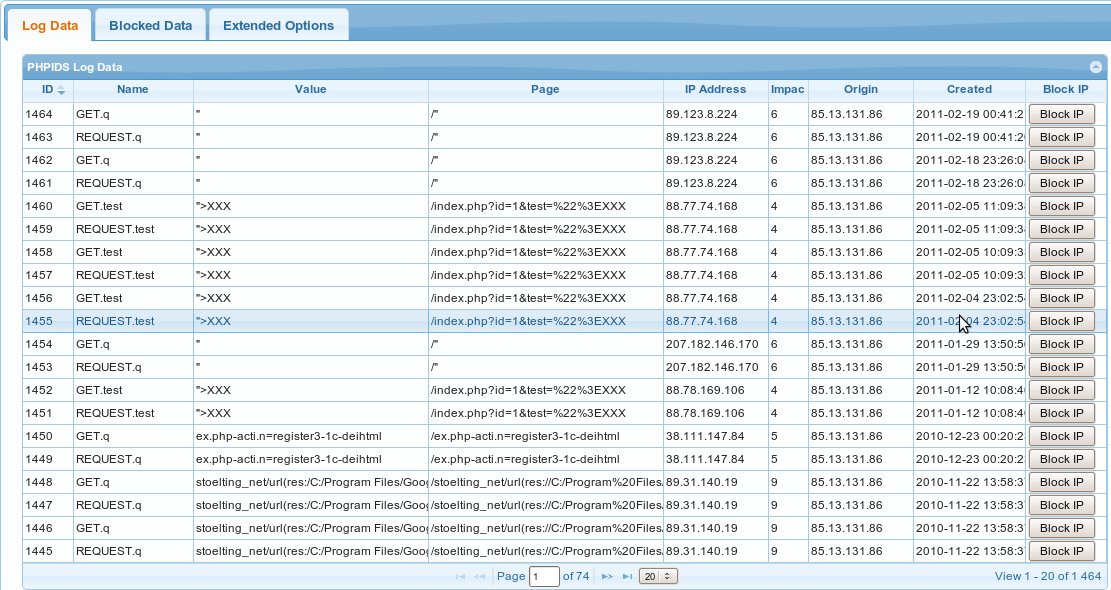 Log Data Blocked Data Extended Options
PHPIDS Log Data
ID Name Value Page IP Address Impac Origin Created Block IP
1464 GET.q " /" 89.123.8.224 6 85.13.131.86 2011-02-19 00:41:2 Block IP
1463 REQUEST.q " /" 89.123.8.224 6 85.13.131.86 2011-02-19 00:41:2 Block IP
1462 GET.q " /" 89.123.8.224 6 85.13.131.86 2011-02-18 23:26:0 Block IP
1461 REQUEST.q " /" 89.123.8.224 6 85.13.131.86 2011-02-18 23:26:0 Block IP
1460 GET.test ">XXX /index.php?id=1&test=%22%3EXXX 88.77.74.168 4 85.13.131.86 2011-02-05 11:09:3 Block IP
1459 REQUEST.test ">XXX /index.php?id=1&test=%22%3EXXX 88.77.74.168 4 85.13.131.86 2011-02-05 11:09:3 Block IP
1458 GET.test ">XXX /index.php?id=1&test=%22%3EXXX 88.77.74.168 4 85.13.131.86 2011-02-05 10:09:3 Block IP
1457 REQUEST.test ">XXX /index.php?id=1&test=%22%3EXXX 88.77.74.168 4 85.13.131.86 2011-02-05 10:09:3 Block IP
1456 GET.test ">XXX /index.php?id=1&test=%22%3EXXX 88.77.74.168 4 85.13.131.86 2011-02-04 23:02:5 Block IP
1455 REQUEST.test ">XXX /index.php?id=1&test=%22%3EXXX 88.77.74.168 4 85.13.131.86 2011-02-04 23:02:5 Block IP
1454 GET.q " /" 207.182.146.170 6 85.13.131.86 2011-01-29 13:50:5 Block IP
1453 REQUEST.q " /" 207.182.146.170 6 85.13.131.86 2011-01-29 13:50:5 Block IP
1452 GET.test ">XXX /index.php?id=1&test=%22%3EXXX 88.78.169.106 4 85.13.131.86 2011-01-12 10:08:4 Block IP
1451 REQUEST.test ">XXX /index.php?id=1&test=%22%3EXXX 88.78.169.106 4 85.13.131.86 2011-01-12 10:08:4 Block IP
1450 GET.q ex.php-acti.n=register3-1c-deihtml /ex.php-acti.n=register3-1c-deihtml 38.111.147.84 5 85.13.131.86 2010-12-23 00:20:2 Block IP
1449 REQUEST.q ex.php-acti.n=register3-1c-deihtml /ex.php-acti.n=register3-1c-deihtml 38.111.147.84 5 85.13.131.86 2010-12-23 00:20:2 Block IP
1448 GET.q stoelting_net/url(res:/C:/Program Files/Goog /stoelting_net/url(res://C:/Program%20Files/ 89.31.140.19 9 85.13.131.86 2010-11-22 13:58:3 Block IP
1447 REQUEST.q stoelting_net/url(res:/C:/Program Files/Goog /stoelting_net/url(res://C:/Program%20Files/ 89.31.140.19 9 85.13.131.86 2010-11-22 13:58:3 Block IP
1446 GET.q stoelting_net/url(res:/C:/Program Files/Goog /stoelting_net/url(res://C:/Program%20Files/ 89.31.140.19 9 85.13.131.86 2010-11-22 13:58:3 Block IP
1445 REQUEST.q stoelting_net/url(res:/C:/Program Files/Goog /stoelting_net/url(res://C:/Program%20Files/ 89.31.140.19 9 85.13.131.86 2010-11-22 13:58:3 Block IP
Page 1 of 74 20 View 1 - 20 of 1 464